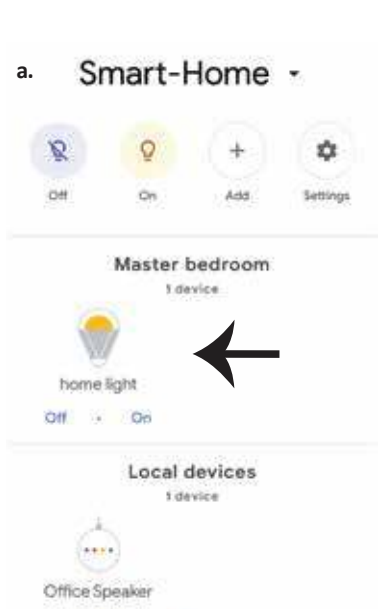 a. Smart-Home
Off On Add Settings
Master bedroom
1 device
home light
Off · On
Local devices
1 device
Office Speaker